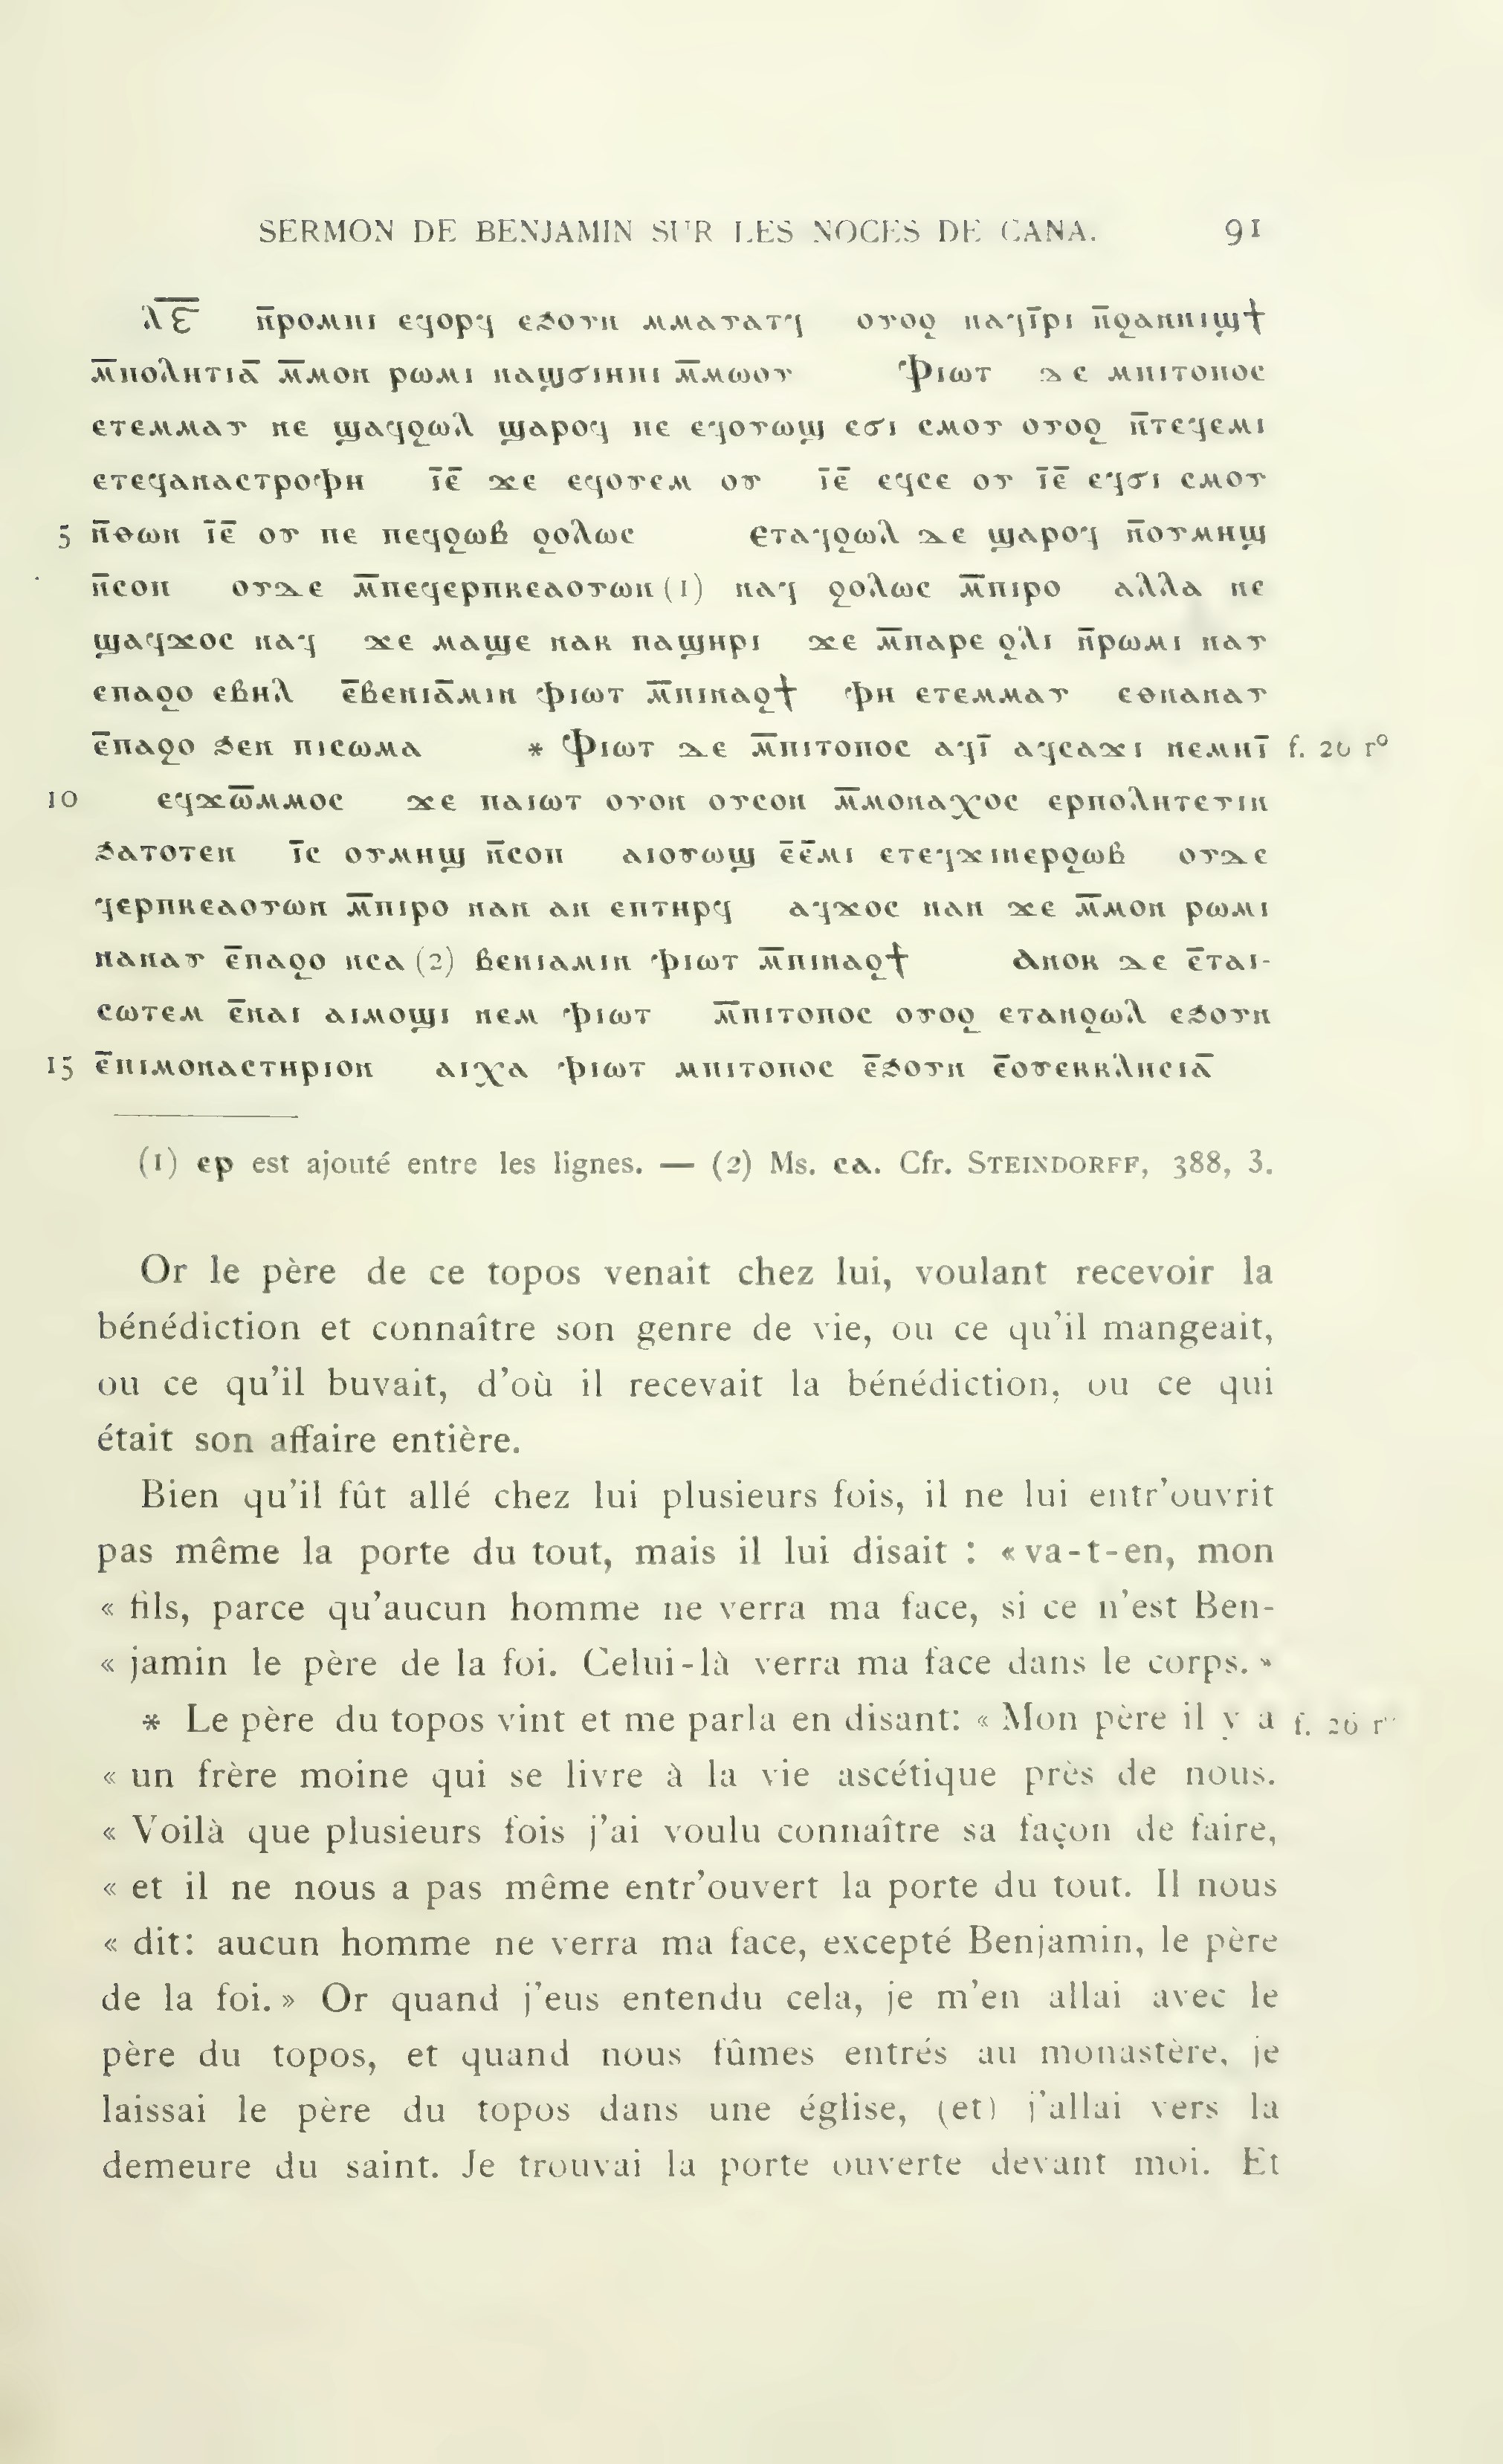 SERMON DE BENJAMIN SUR LES NOCES DE CANA. 91
ⲗ̅ⲉ̅ ⲛ̅ⲣⲟⲙⲡⲓ ⲉϥⲟⲣϥ ⲉϧⲟⲩⲛ ⲙⲙⲁⲩⲁⲧϥ ⲟⲩⲟϩ ⲛⲁϥⲓ̅ⲣⲓ ⲛ̅ϩⲁⲛⲛⲓϣϯ
ⲙ̅ⲡⲟⲗⲏⲧⲓⲁ̅ ⲙ̅ⲙⲟⲛ ⲣⲱⲙⲓ ⲛⲁϣϭⲓⲏⲡⲓ ⲙ̅ⲙⲱⲟⲩ Ⲫⲓⲱⲧ ⲇⲉ ⲙⲡⲓⲧⲟⲡⲟⲥ
ⲉⲧⲉⲙⲙⲁⲩ ⲛⲉ ϣⲁϥϩⲱⲗ ϣⲁⲣⲟϥ ⲡⲉ ⲉϥⲟⲩⲱϣ ⲉϭⲓ ⲥⲙⲟⲩ ⲟⲩⲟϩ ⲛ̅ⲧⲉϥⲉⲙⲓ
ⲉⲧⲉϥⲁⲛⲁⲥⲧⲣⲟⲫⲏ ⲓ̅ⲉ̅ ϫⲉ ⲉϥⲟⲩⲉⲙ ⲟⲩ ⲓ̅ⲉ̅ ⲉϥⲥⲉ ⲟⲩ ⲓ̅ⲉ̅ ⲉϥϭⲓ ⲥⲙⲟⲩ
5 ⲛ̅ⲑⲱⲛ ⲓ̅ⲉ̅ ⲟⲩ ⲡⲉ ⲡⲉϥϩⲱⲃ ϩⲟⲗⲱⲥ ⲉⲧⲁϥϩⲱⲗ ⲇⲉ ϣⲁⲣⲟϥ ⲛ̅ⲟⲩⲙⲏϣ
ⲛ̅ⲥⲟⲡ ⲟⲩⲇⲉ ⲙ̅ⲡⲉϥⲉⲣⲡⲕⲉⲁⲟⲩⲱⲛ (1) ⲛⲁϥ ϩⲟⲗⲱⲥ ⲙ̅ⲡⲓⲣⲟ ⲁⲗⲗⲁ ⲛⲉ
ϣⲁϥϫⲟⲥ ⲛⲁϥ ϫⲉ ⲙⲁϣⲉ ⲛⲁⲕ ⲡⲁϣⲏⲣⲓ ϫⲉ ⲙ̅ⲡⲁⲣⲉ ϩⲗⲓ ⲛ̅ⲣⲱⲙⲓ ⲛⲁⲩ
ⲉⲡⲁϩⲟ ⲉⲃⲏⲗ ⲉ̅ⲃⲉⲛⲓⲁ̅ⲙⲓⲛ ⲫⲓⲱⲧ ⲙ̅ⲡⲓⲛⲁϩϯ ⲫⲏ ⲉⲧⲉⲙⲙⲁⲩ ⲉⲑⲛⲁⲛⲁⲩ
ⲉ̅ⲡⲁϩⲟ ϧⲉⲛ ⲡⲓⲥⲱⲙⲁ * Ⲫⲓⲱⲧ ⲇⲉ ⲙ̅ⲡⲓⲧⲟⲡⲟⲥ ⲁϥⲓ̅ ⲁϥⲥⲁϫⲓ ⲛⲉⲙⲏⲓ̅ f. 26 r°
10 ⲉϥϫⲱ̅ⲙⲙⲟⲥ ϫⲉ ⲡⲁⲓⲱⲧ ⲟⲩⲟⲛ ⲟⲩⲥⲟⲛ ⲙ̅ⲙⲟⲛⲁⲭⲟⲥ ⲉⲣⲡⲟⲗⲏⲧⲉⲩⲓⲛ
ϧⲁⲧⲟⲧⲉⲛ ⲓ̅ⲥ ⲟⲩⲙⲏϣ ⲛ̅ⲥⲟⲡ ⲁⲓⲟⲩⲱϣ ⲉ̅ⲉ̅ⲙⲓ ⲉⲧⲉϥϫⲓⲛⲉⲣϩⲱⲃ ⲟⲩⲇⲉ
ϥⲉⲣⲡⲕⲉⲁⲟⲩⲱⲛ ⲙ̅ⲡⲓⲣⲟ ⲛⲁⲛ ⲁⲛ ⲉⲡⲧⲏⲣϥ ⲁϥϫⲟⲥ ⲛⲁⲛ ϫⲉ ⲙ̅ⲙⲟⲛ ⲣⲱⲙⲓ
ⲛⲁⲛⲁⲩ ⲉ̅ⲡⲁϩⲟ ⲛⲥⲁ (2) ⲃⲉⲛⲓⲁⲙⲓⲛ ⲫⲓⲱⲧ ⲙ̅ⲡⲓⲛⲁϩϯ Ⲁⲛⲟⲕ ⲇⲉ ⲉ̅ⲧⲁⲓ-
ⲥⲱⲧⲉⲙ ⲉ̅ⲛⲁⲓ ⲁⲓⲙⲟϣⲓ ⲛⲉⲙ ⲫⲓⲱⲧ ⲙ̅ⲡⲓⲧⲟⲡⲟⲥ ⲟⲩⲟϩ ⲉⲧⲁⲛϩⲱⲗ ⲉϧⲟⲩⲛ
15 ⲉ̅ⲡⲓⲙⲟⲛⲁⲥⲧⲏⲣⲓⲟⲛ ⲁⲓⲭⲁ ⲫⲓⲱⲧ ⲙⲡⲓⲧⲟⲡⲟⲥ ⲉ̅ϧⲟⲩⲛ ⲉ̅ⲟⲩⲉⲕⲕⲗⲏⲥⲓⲁ̅
(1) ⲉⲣ est ajouté entre les lignes. — (2) Ms. ⲥⲁ. Cfr. STEINDORFF, 388, 3.
Or le père de ce topos venait chez lui, voulant recevoir la
bénédiction et connaître son genre de vie, ou ce qu'il mangeait,
ou ce qu'il buvait, d'où il recevait la bénédiction, ou ce qui
était son affaire entière.
Bien qu'il fût allé chez lui plusieurs fois, il ne lui entr'ouvrit
pas même la porte du tout, mais il lui disait : « va-t-en, mon
« fils, parce qu'aucun homme ne verra ma face, si ce n'est Ben-
« jamin le père de la foi. Celui-là verra ma face dans le corps. »
* Le père du topos vint et me parla en disant: « Mon père il y a f. 26 r°
« un frère moine qui se livre à la vie ascétique près de nous.
« Voilà que plusieurs fois j'ai voulu connaître sa façon de faire,
« et il ne nous a pas même entr'ouvert la porte du tout. Il nous
« dit: aucun homme ne verra ma face, excepté Benjamin, le père
de la foi. » Or quand j'eus entendu cela, je m'en allai avec le
père du topos, et quand nous fûmes entrés au monastère, je
laissai le père du topos dans une église, (et) j'allai vers la
demeure du saint. Je trouvai la porte ouverte devant moi. Et